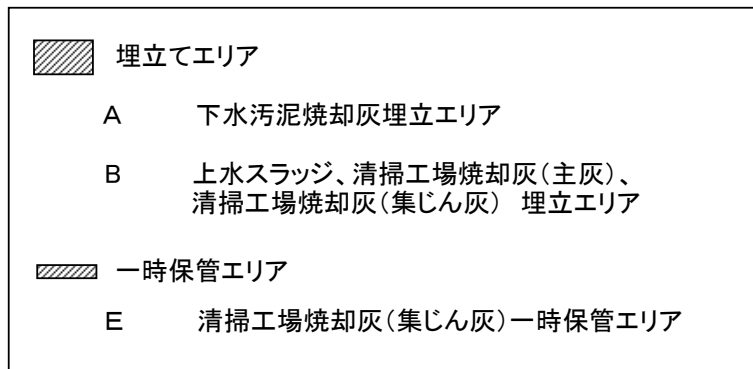 埋立てエリア
A　下水汚泥焼却灰埋立エリア
B　上水スラッジ、清掃工場焼却灰（主灰）、
清掃工場焼却灰（集じん灰）　埋立エリア
一時保管エリア
E　清掃工場焼却灰（集じん灰）一時保管エリア